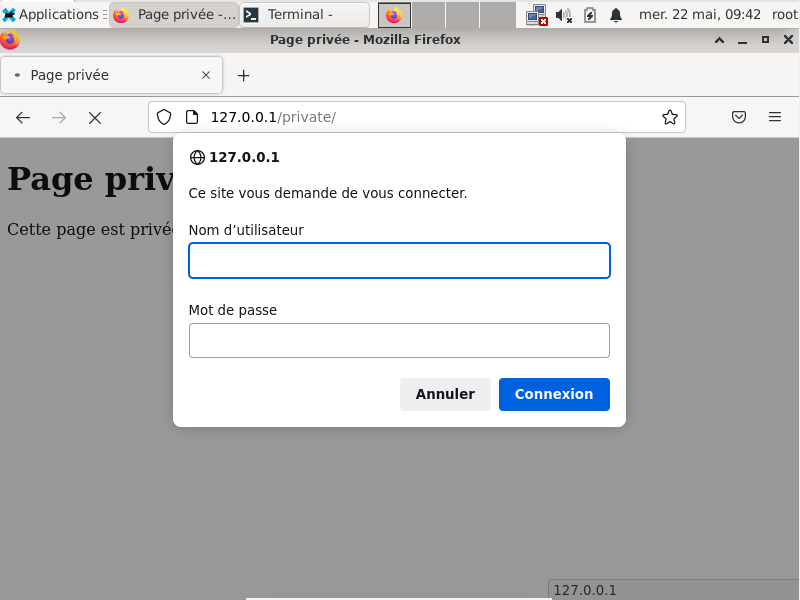 Applications Page privée -... Terminal - mer. 22 mai, 09:42 root
Page privée - Mozilla Firefox
Page privée
127.0.0.1/private/
127.0.0.1
Page priv
Ce site vous demande de vous connecter.
Cette page est privé
Nom d’utilisateur
Mot de passe
Annuler Connexion
127.0.0.1